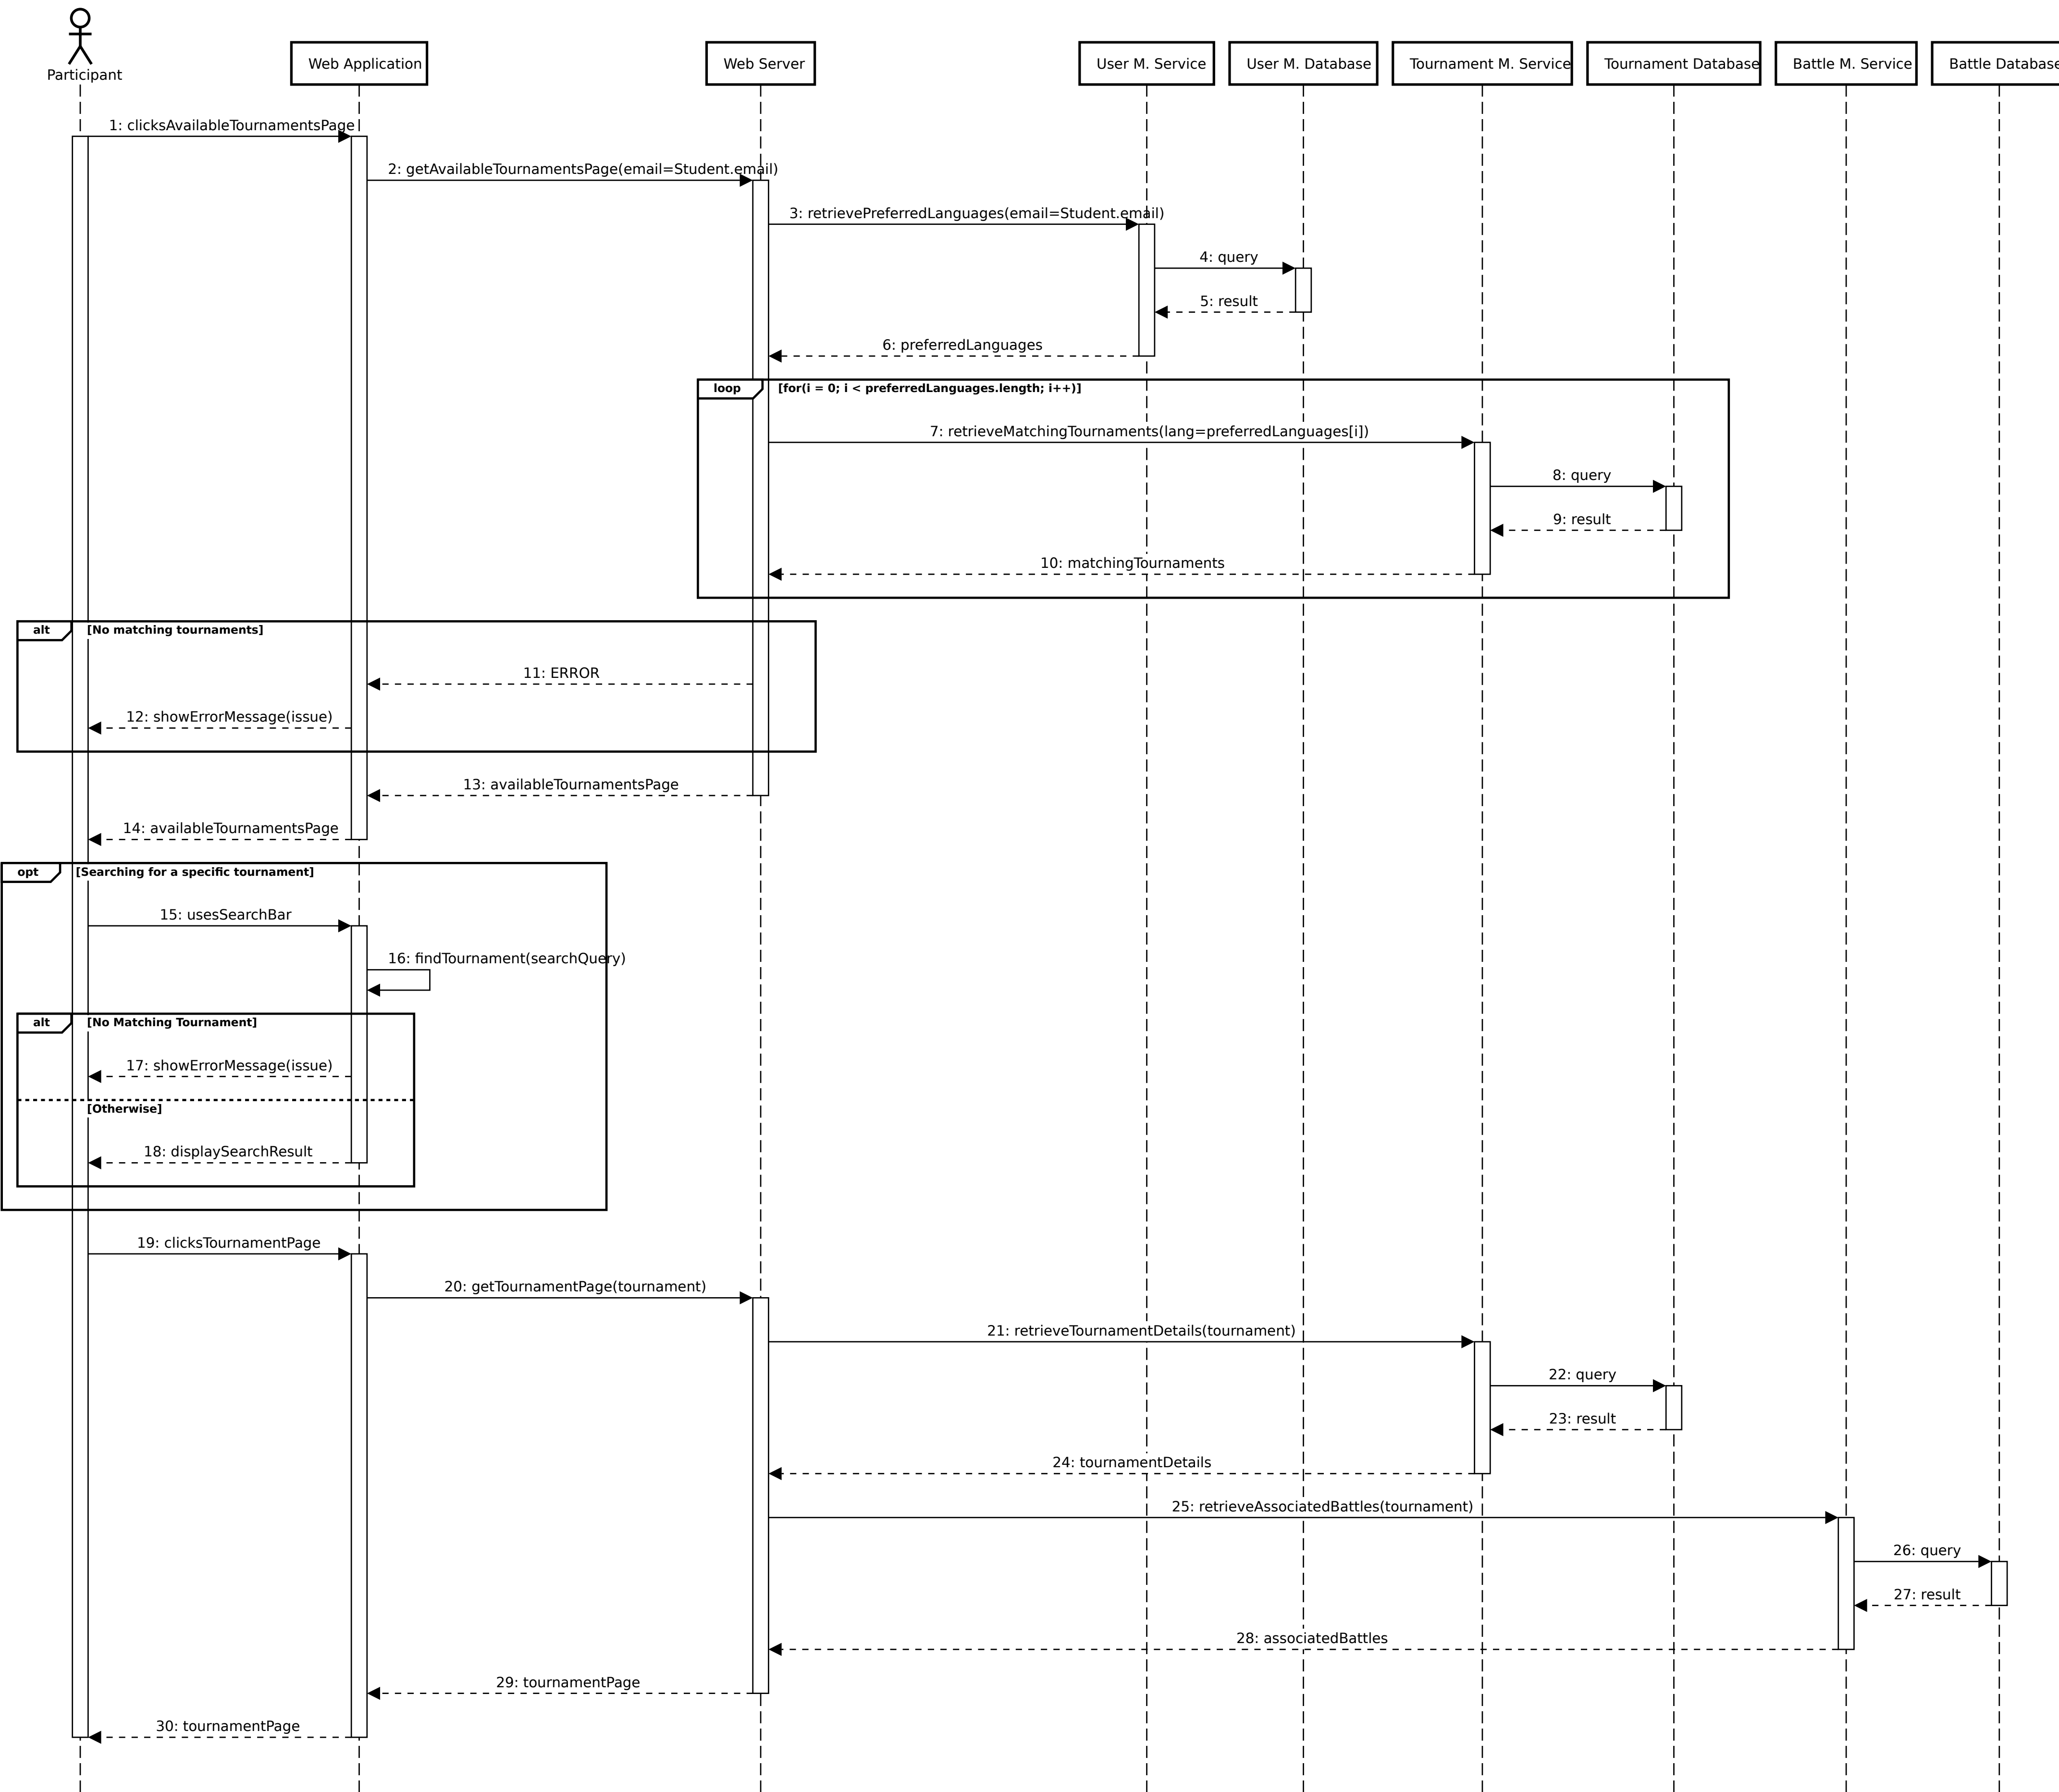 Participant
Web Application
Web Server
User M. Service
User M. Database
Tournament M. Service
Tournament Database
Battle M. Service
Battle Database
1: clicksAvailableTournamentsPage
2: getAvailableTournamentsPage(email=Student.email)
3: retrievePreferredLanguages(email=Student.email)
4: query
5: result
6: preferredLanguages
loop
[for(i = 0; i < preferredLanguages.length; i++)]
7: retrieveMatchingTournaments(lang=preferredLanguages[i])
8: query
9: result
10: matchingTournaments
alt
[No matching tournaments]
11: ERROR
12: showErrorMessage(issue)
13: availableTournamentsPage
14: availableTournamentsPage
opt
[Searching for a specific tournament]
15: usesSearchBar
16: findTournament(searchQuery)
alt
[No Matching Tournament]
17: showErrorMessage(issue)
[Otherwise]
18: displaySearchResult
19: clicksTournamentPage
20: getTournamentPage(tournament)
21: retrieveTournamentDetails(tournament)
22: query
23: result
24: tournamentDetails
25: retrieveAssociatedBattles(tournament)
26: query
27: result
28: associatedBattles
29: tournamentPage
30: tournamentPage